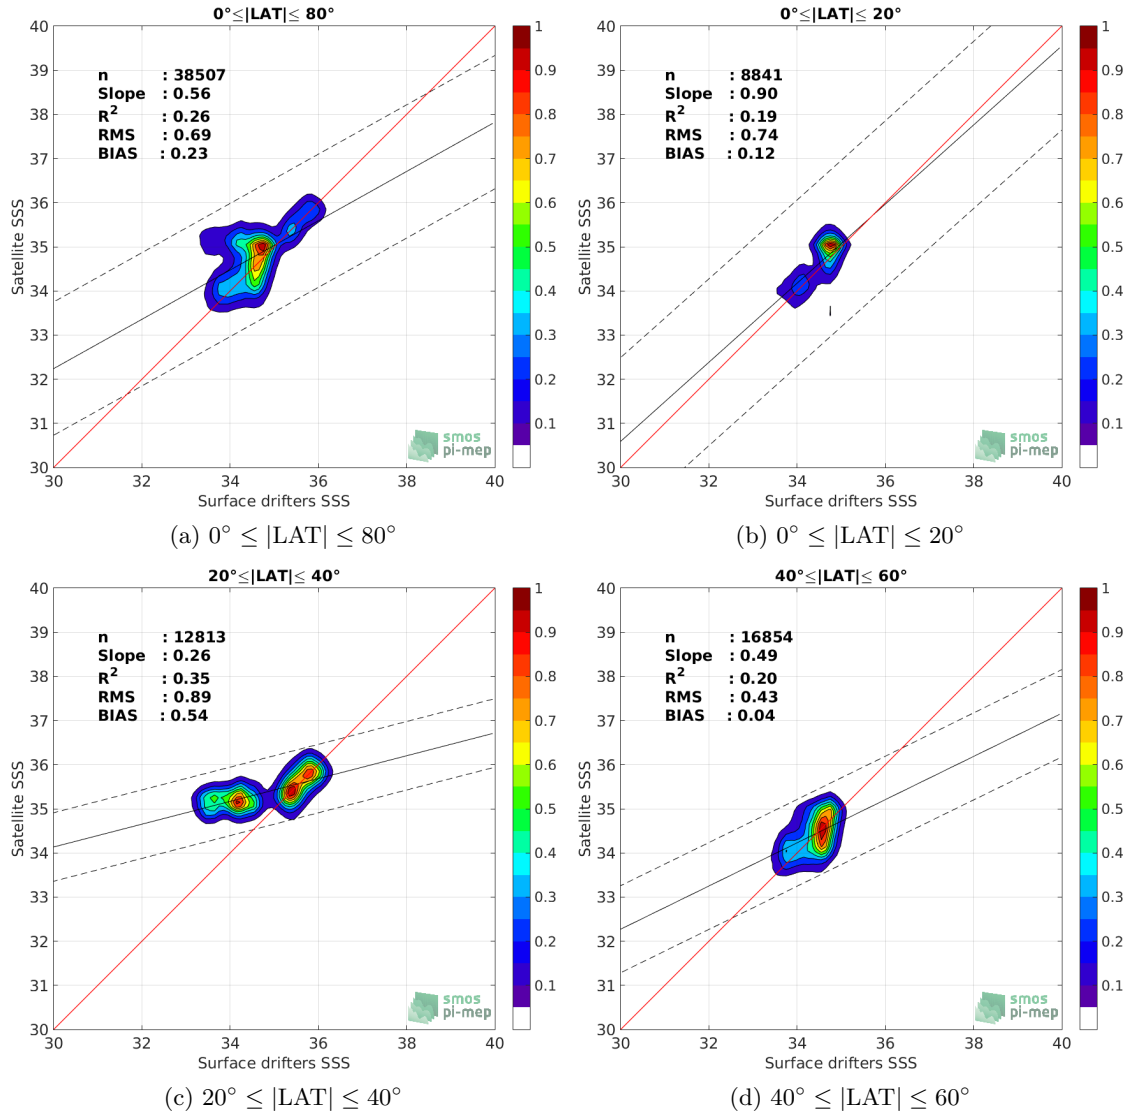 0°≤|LAT|≤ 80°
40
39
38
37
36
35
34
33
32
31
30
Satellite SSS
n : 38507
Slope : 0.56
R² : 0.26
RMS : 0.69
BIAS : 0.23
smos
pi-mep
30 32 34 36 38 40
Surface drifters SSS
1
0.9
0.8
0.7
0.6
0.5
0.4
0.3
0.2
0.1
(a) 0° ≤ |LAT| ≤ 80°
0°≤|LAT|≤ 20°
40
39
38
37
36
35
34
33
32
31
30
Satellite SSS
n : 8841
Slope : 0.90
R² : 0.19
RMS : 0.74
BIAS : 0.12
smos
pi-mep
30 32 34 36 38 40
Surface drifters SSS
1
0.9
0.8
0.7
0.6
0.5
0.4
0.3
0.2
0.1
(b) 0° ≤ |LAT| ≤ 20°
20°≤|LAT|≤ 40°
40
39
38
37
36
35
34
33
32
31
30
Satellite SSS
n : 12813
Slope : 0.26
R² : 0.35
RMS : 0.89
BIAS : 0.54
smos
pi-mep
30 32 34 36 38 40
Surface drifters SSS
1
0.9
0.8
0.7
0.6
0.5
0.4
0.3
0.2
0.1
(c) 20° ≤ |LAT| ≤ 40°
40°≤|LAT|≤ 60°
40
39
38
37
36
35
34
33
32
31
30
Satellite SSS
n : 16854
Slope : 0.49
R² : 0.20
RMS : 0.43
BIAS : 0.04
smos
pi-mep
30 32 34 36 38 40
Surface drifters SSS
1
0.9
0.8
0.7
0.6
0.5
0.4
0.3
0.2
0.1
(d) 40° ≤ |LAT| ≤ 60°